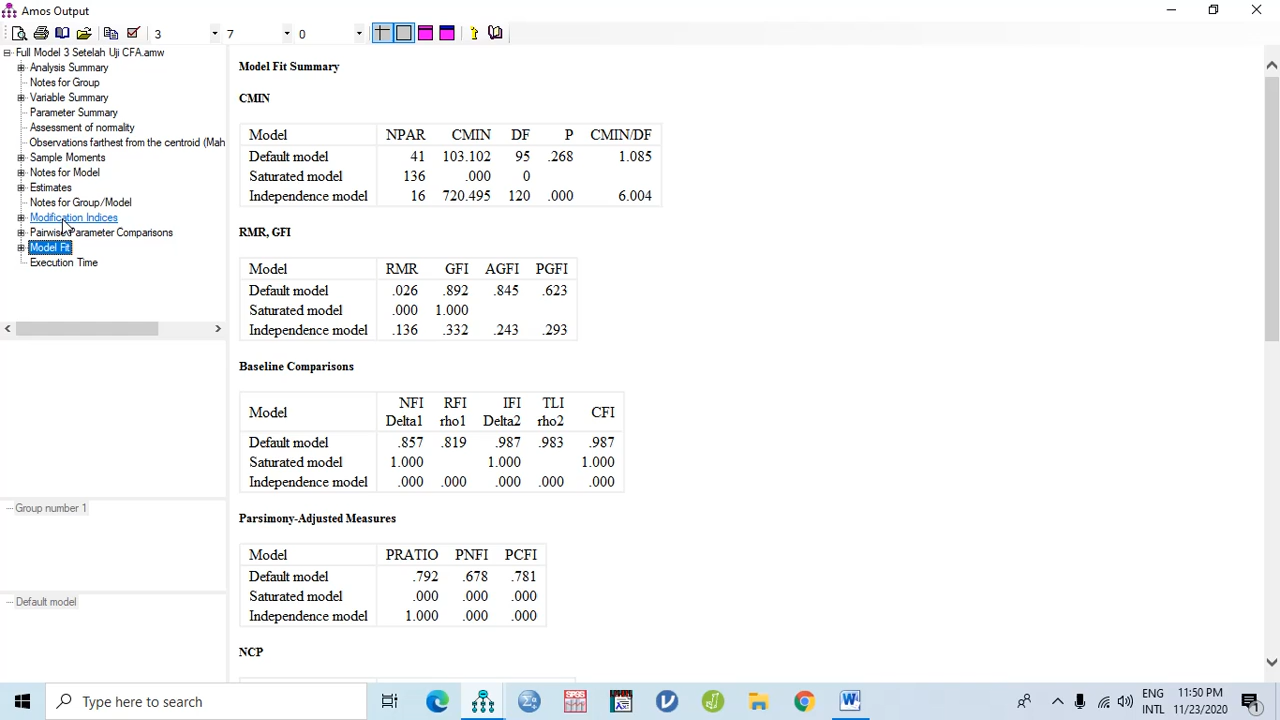 Amos Output
3 7 0
Full Model 3 Setelah Uji CFA.amw
Analysis Summary
Notes for Group
Variable Summary
Parameter Summary
Assessment of normality
Observations farthest from the centroid (Mah
Sample Moments
Notes for Model
Estimates
Notes for Group/Model
Modification Indices
Pairwise Parameter Comparisons
Model Fit
Execution Time
Group number 1
Default model
Model Fit Summary
CMIN
Model NPAR CMIN DF P CMIN/DF
Default model 41 103.102 95 .268 1.085
Saturated model 136 .000 0
Independence model 16 720.495 120 .000 6.004
RMR, GFI
Model RMR GFI AGFI PGFI
Default model .026 .892 .845 .623
Saturated model .000 1.000
Independence model .136 .332 .243 .293
Baseline Comparisons
Model NFI RFI IFI TLI CFI
Delta1 rho1 Delta2 rho2
Default model .857 .819 .987 .983 .987
Saturated model 1.000 1.000 1.000
Independence model .000 .000 .000 .000 .000
Parsimony-Adjusted Measures
Model PRATIO PNFI PCFI
Default model .792 .678 .781
Saturated model .000 .000 .000
Independence model 1.000 .000 .000
NCP
Type here to search
ENG 11:50 PM
INTL 11/23/2020